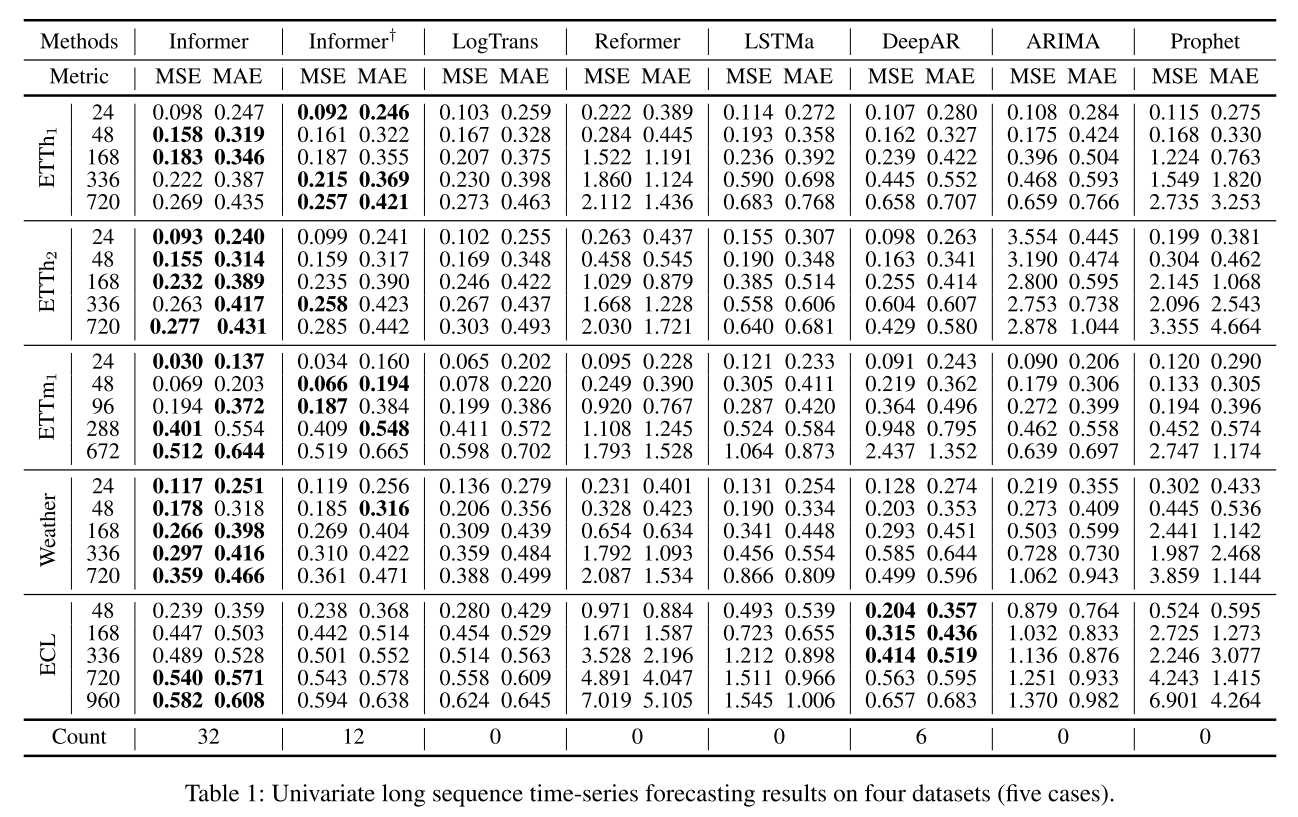 Methods Informer Informer† LogTrans Reformer LSTMa DeepAR ARIMA Prophet
Metric MSE MAE MSE MAE MSE MAE MSE MAE MSE MAE MSE MAE MSE MAE MSE MAE
ETTh1
24 0.098 0.247 0.092 0.246 0.103 0.259 0.222 0.389 0.114 0.272 0.107 0.280 0.108 0.284 0.115 0.275
48 0.158 0.319 0.161 0.322 0.167 0.328 0.284 0.445 0.193 0.358 0.162 0.327 0.175 0.424 0.168 0.330
168 0.183 0.346 0.187 0.355 0.207 0.375 1.522 1.191 0.236 0.392 0.239 0.422 0.396 0.504 1.224 0.763
336 0.222 0.387 0.215 0.369 0.230 0.398 1.860 1.124 0.590 0.698 0.445 0.552 0.468 0.593 1.549 1.820
720 0.269 0.435 0.257 0.421 0.273 0.463 2.112 1.436 0.683 0.768 0.658 0.707 0.659 0.766 2.735 3.253
ETTh2
24 0.093 0.240 0.099 0.241 0.102 0.255 0.263 0.437 0.155 0.307 0.098 0.263 3.554 0.445 0.199 0.381
48 0.155 0.314 0.159 0.317 0.169 0.348 0.458 0.545 0.190 0.348 0.163 0.341 3.190 0.474 0.304 0.462
168 0.232 0.389 0.235 0.390 0.246 0.422 1.029 0.879 0.385 0.514 0.255 0.414 2.800 0.595 2.145 1.068
336 0.263 0.417 0.258 0.423 0.267 0.437 1.668 1.228 0.558 0.606 0.604 0.607 2.753 0.738 2.096 2.543
720 0.277 0.431 0.285 0.442 0.303 0.493 2.030 1.721 0.640 0.681 0.429 0.580 2.878 1.044 3.355 4.664
ETTm1
24 0.030 0.137 0.034 0.160 0.065 0.202 0.095 0.228 0.121 0.233 0.091 0.243 0.090 0.206 0.120 0.290
48 0.069 0.203 0.066 0.194 0.078 0.220 0.249 0.390 0.305 0.411 0.219 0.362 0.179 0.306 0.133 0.305
96 0.194 0.372 0.187 0.384 0.199 0.386 0.920 0.767 0.287 0.420 0.364 0.496 0.272 0.399 0.194 0.396
288 0.401 0.554 0.409 0.548 0.411 0.572 1.108 1.245 0.524 0.584 0.948 0.795 0.462 0.558 0.452 0.574
672 0.512 0.644 0.519 0.665 0.598 0.702 1.793 1.528 1.064 0.873 2.437 1.352 0.639 0.697 2.747 1.174
Weather
24 0.117 0.251 0.119 0.256 0.136 0.279 0.231 0.401 0.131 0.254 0.128 0.274 0.219 0.355 0.302 0.433
48 0.178 0.318 0.185 0.316 0.206 0.356 0.328 0.423 0.190 0.334 0.203 0.353 0.273 0.409 0.445 0.536
168 0.266 0.398 0.269 0.404 0.309 0.439 0.654 0.634 0.341 0.448 0.293 0.451 0.503 0.599 2.441 1.142
336 0.297 0.416 0.310 0.422 0.359 0.484 1.792 1.093 0.456 0.554 0.585 0.644 0.728 0.730 1.987 2.468
720 0.359 0.466 0.361 0.471 0.388 0.499 2.087 1.534 0.866 0.809 0.499 0.596 1.062 0.943 3.859 1.144
ECL
48 0.239 0.359 0.238 0.368 0.280 0.429 0.971 0.884 0.493 0.539 0.204 0.357 0.879 0.764 0.524 0.595
168 0.447 0.503 0.442 0.514 0.454 0.529 1.671 1.587 0.723 0.655 0.315 0.436 1.032 0.833 2.725 1.273
336 0.489 0.528 0.501 0.552 0.514 0.563 3.528 2.196 1.212 0.898 0.414 0.519 1.136 0.876 2.246 3.077
720 0.540 0.571 0.543 0.578 0.558 0.609 4.891 4.047 1.511 0.966 0.563 0.595 1.251 0.933 4.243 1.415
960 0.582 0.608 0.594 0.638 0.624 0.645 7.019 5.105 1.545 1.006 0.657 0.683 1.370 0.982 6.901 4.264
Count 32 12 0 0 0 6 0 0
Table 1: Univariate long sequence time-series forecasting results on four datasets (five cases).